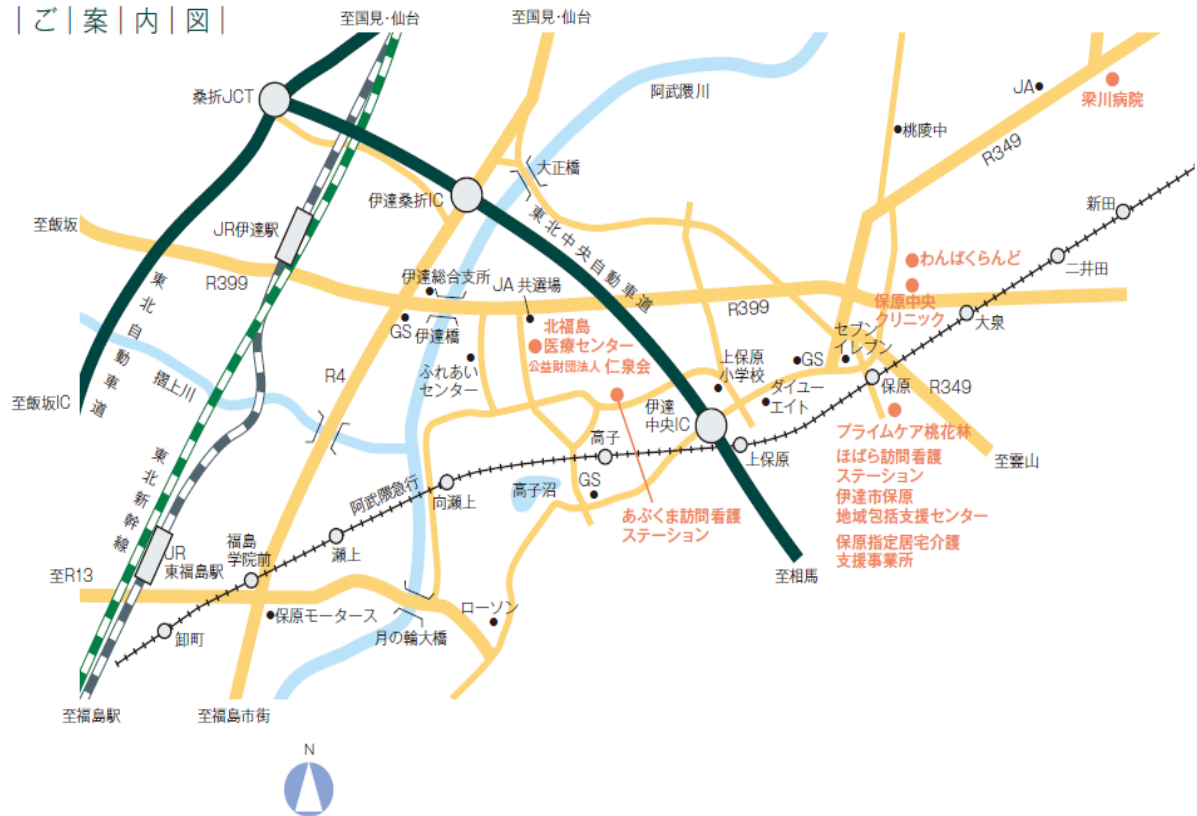 |ご|案|内|図|
至国見・仙台
至国見・仙台
桑折JCT
阿武隈川
JA
梁川病院
桃陵中
R349
大正橋
伊達桑折IC
新田
至飯坂
JR伊達駅
東北中央自動車道
わんぱくらんど
二井田
東北自動車道
R399
伊達総合支所
JA 共選場
R399
保原中央
クリニック
大泉
GS
伊達橋
北福島
医療センター
公益財団法人 仁泉会
セブン
イレブン
摺上川
R4
ふれあい
センター
上保原
小学校
GS
ダイユー
エイト
保原
R349
至飯坂IC
伊達
中央IC
プライムケア桃花林
東北新幹線
高子
上保原
ほばら訪問看護
ステーション
至霊山
阿武隈急行
向瀬上
高子沼
GS
伊達市保原
地域包括支援センター
あぶくま訪問看護
ステーション
保原指定居宅介護
支援事業所
福島
学院前
瀬上
JR
東福島駅
至R13
至相馬
保原モータース
ローソン
卸町
月の輪大橋
至福島駅
至福島市街
N